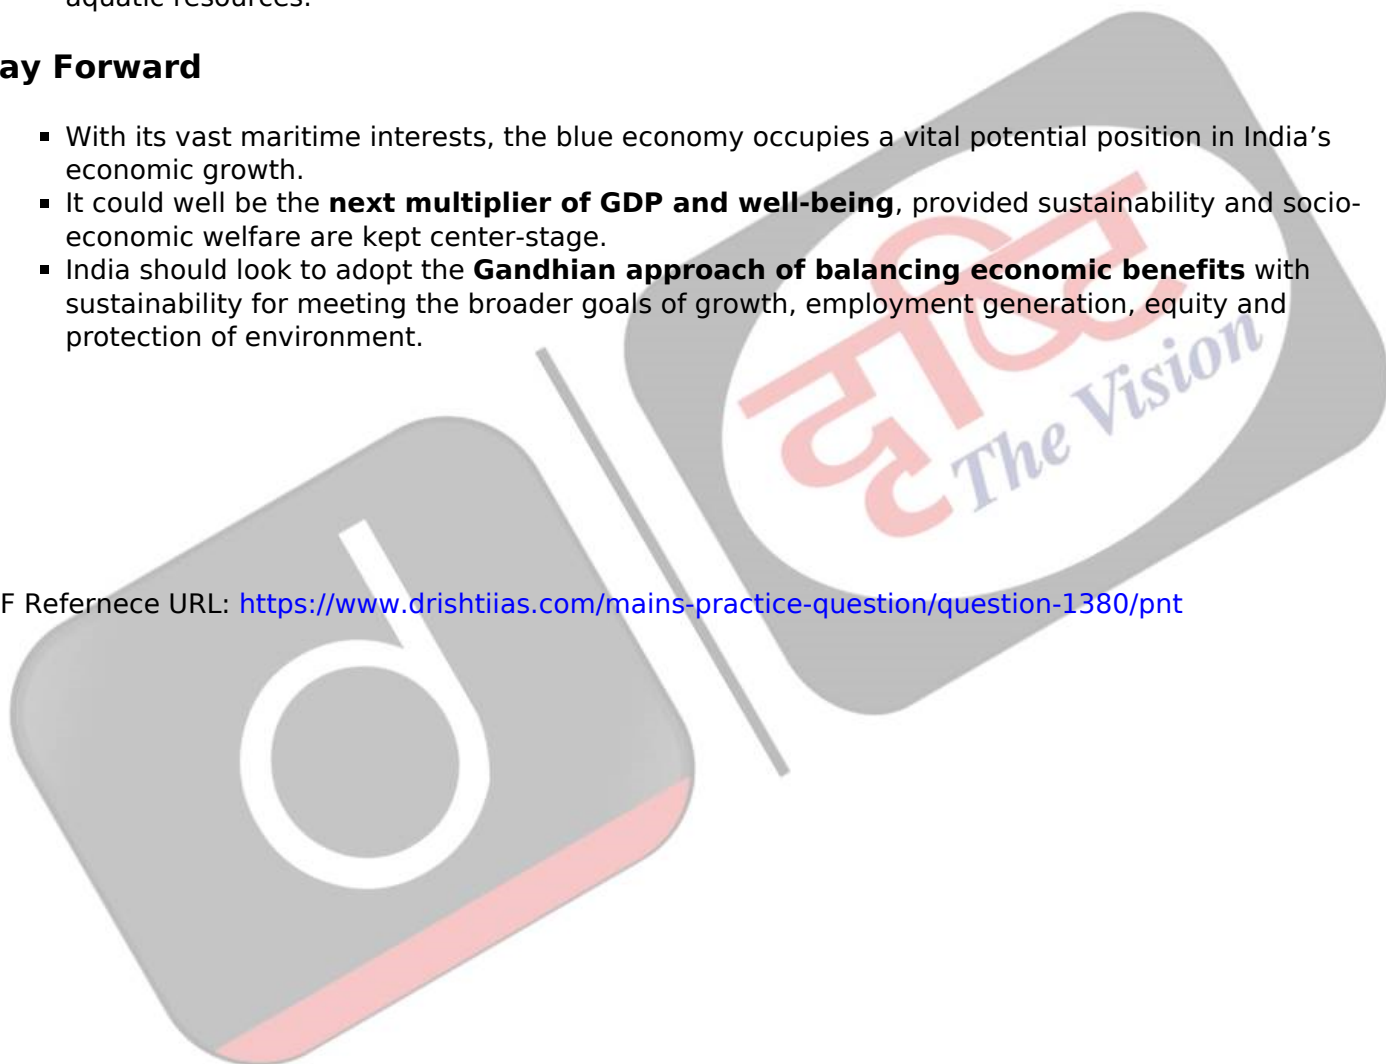 aquatic resources.
ay Forward
▪ With its vast maritime interests, the blue economy occupies a vital potential position in India’s
economic growth.
▪ It could well be the next multiplier of GDP and well-being, provided sustainability and socio-
economic welfare are kept center-stage.
▪ India should look to adopt the Gandhian approach of balancing economic benefits with
sustainability for meeting the broader goals of growth, employment generation, equity and
protection of environment.
दृष्टि
The Vision
F Refernece URL: https://www.drishtiias.com/mains-practice-question/question-1380/pnt
d